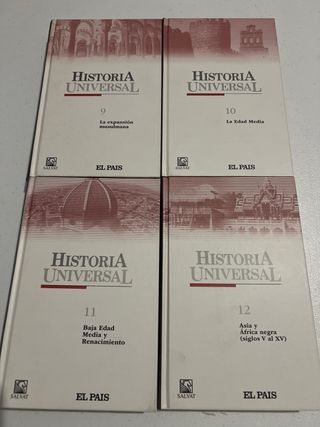 HISTORIA
UNIVERSAL
9
La expansión
musulmana
SALVAT
EL PAIS
HISTORIA
UNIVERSAL
10
La Edad Media
SALVAT
EL PAIS
HISTORIA
UNIVERSAL
11
Baja Edad
Media y
Renacimiento
SALVAT
EL PAIS
HISTORIA
UNIVERSAL
12
Asia y
África negra
(siglos V al XV)
SALVAT
EL PAIS